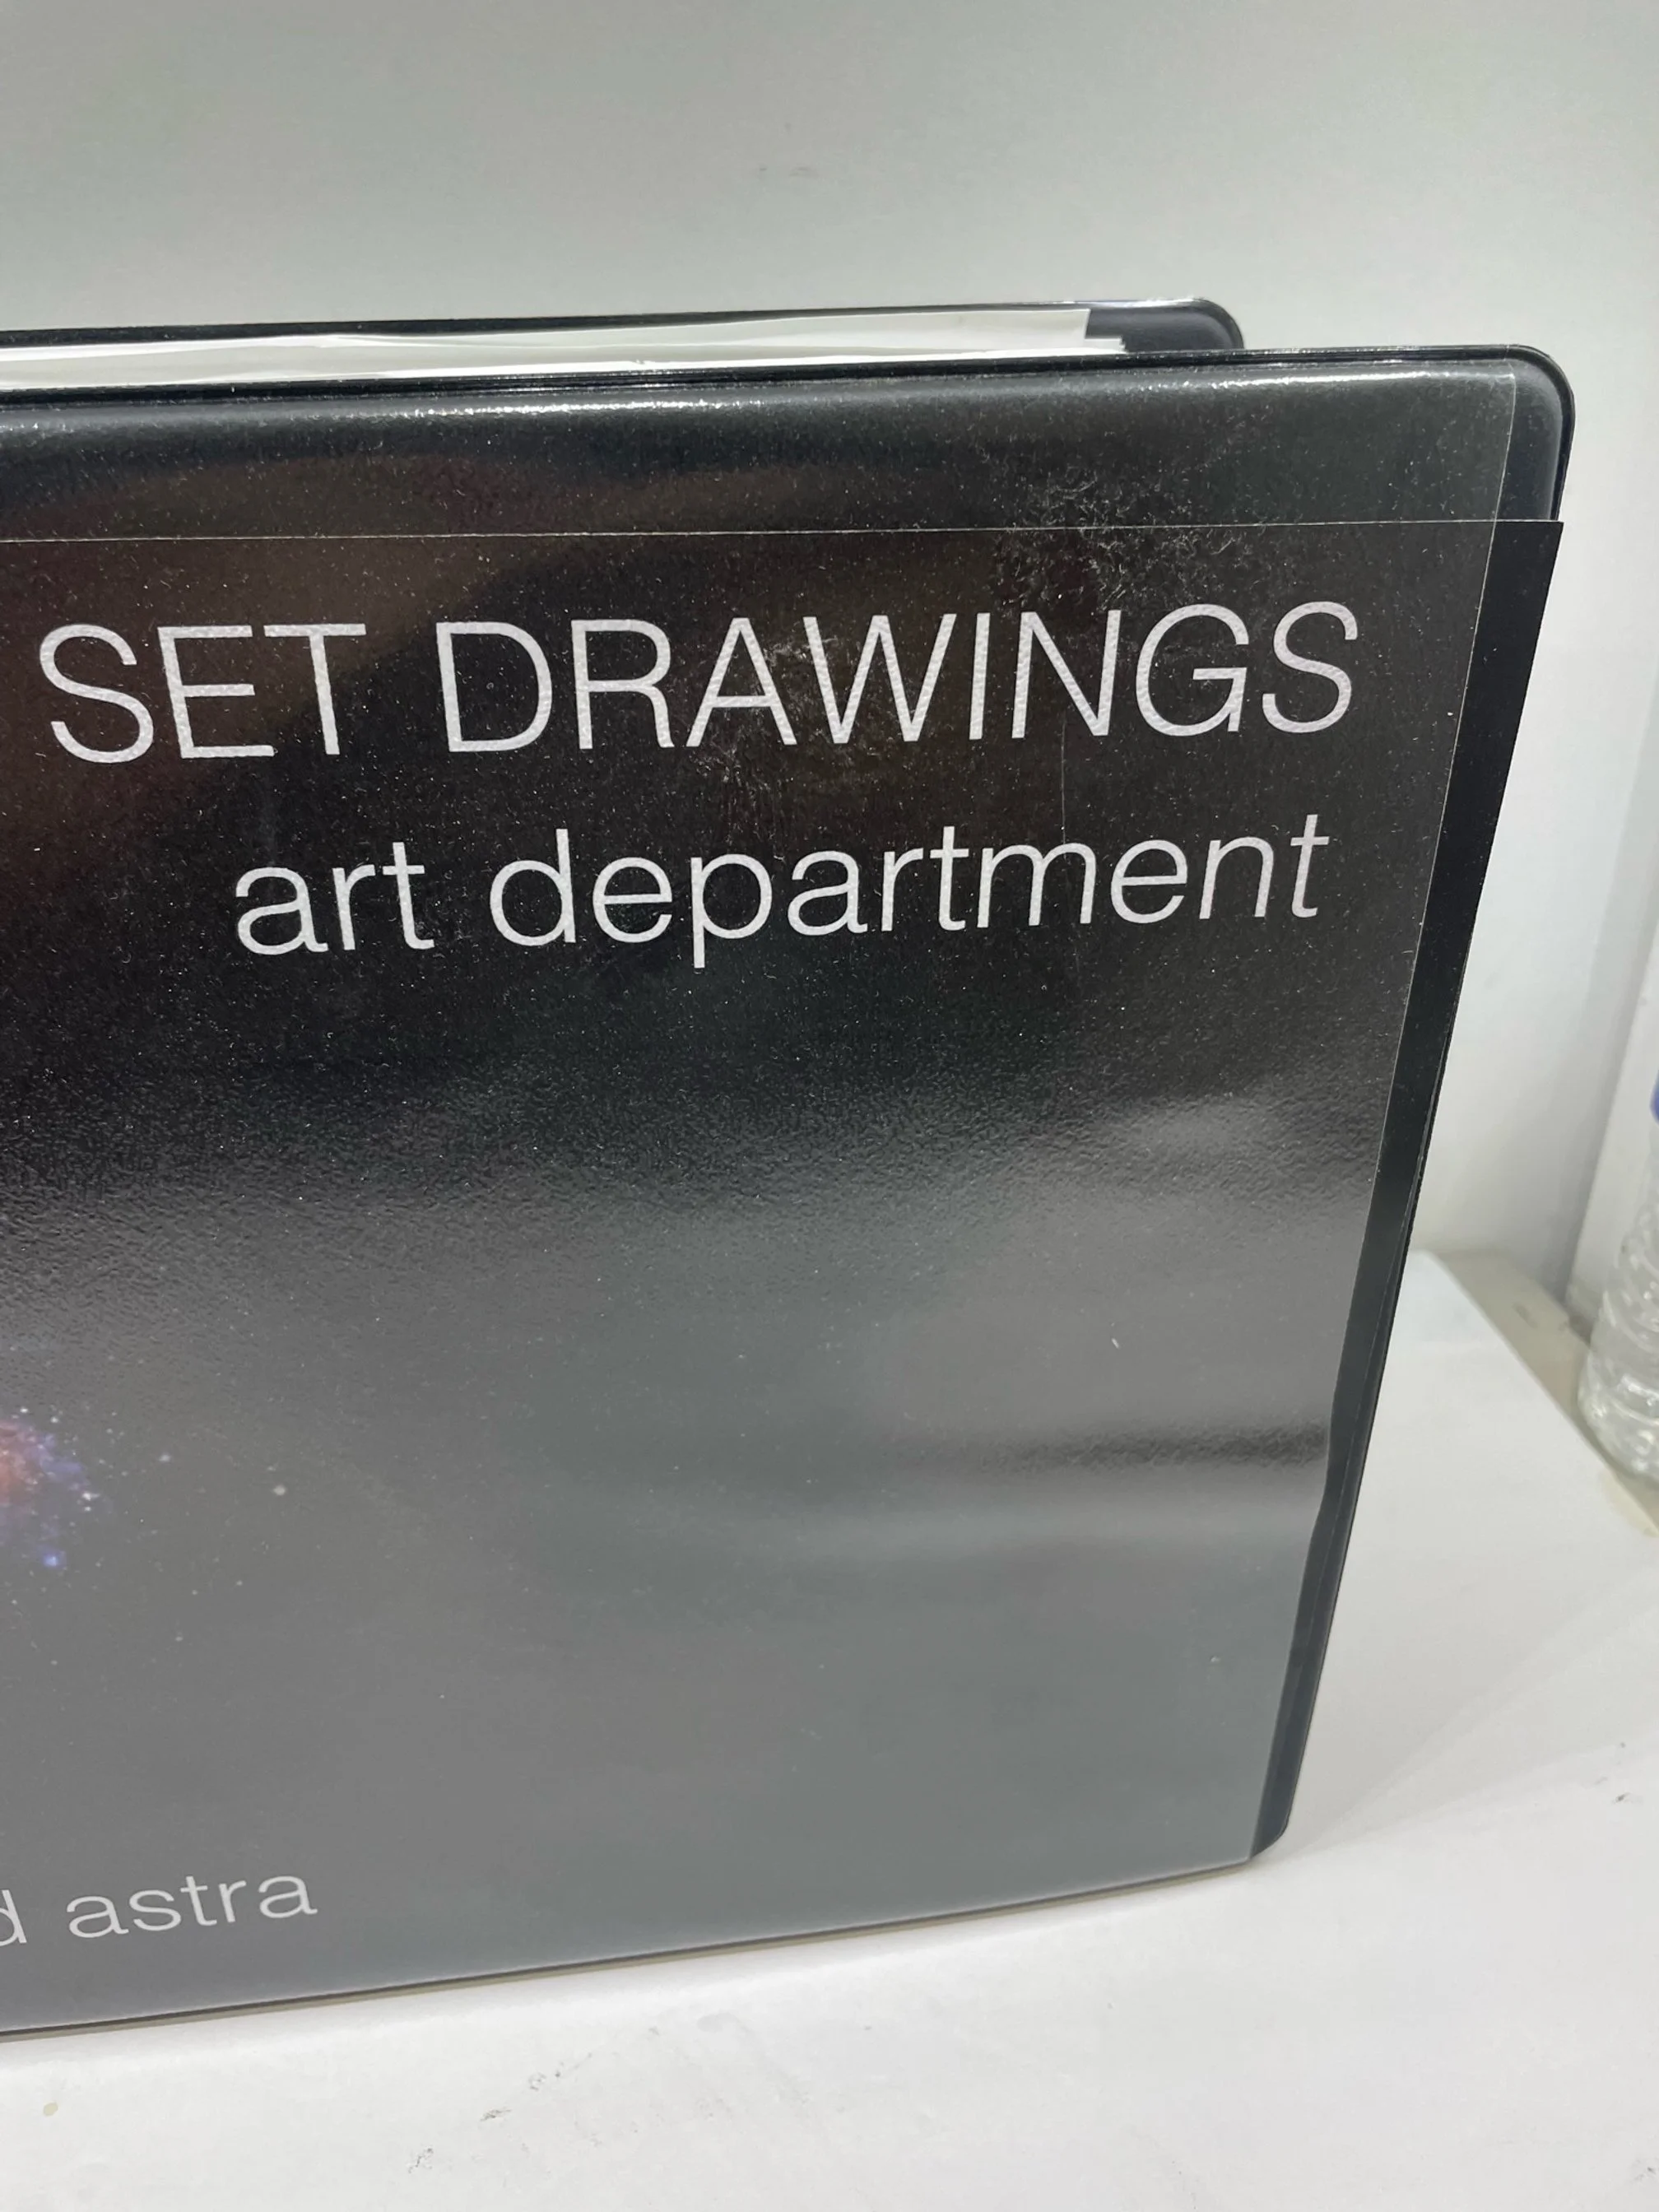 SET DRAWINGS
art department
d astra